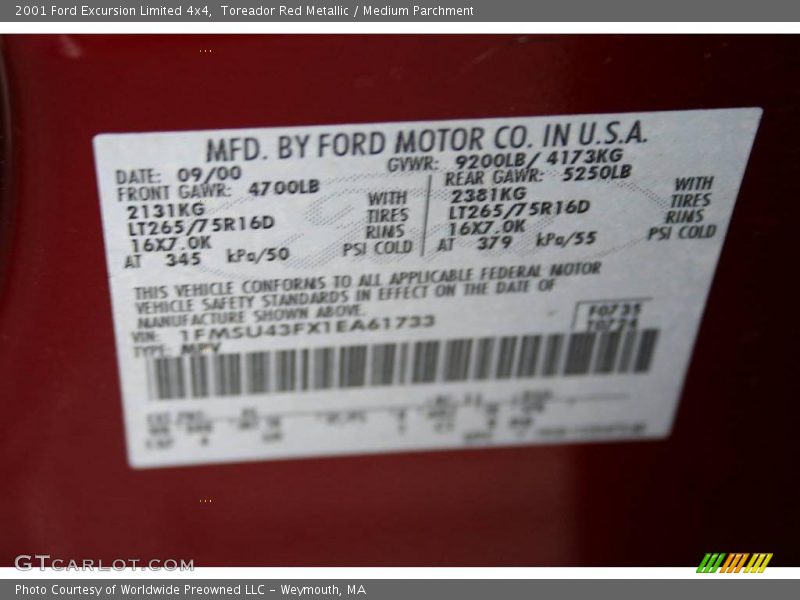 2001 Ford Excursion Limited 4x4, Toreador Red Metallic / Medium Parchment
MFD. BY FORD MOTOR CO. IN U.S.A.
DATE: 09/00 GVWR: 9200LB/ 4173KG
FRONT GAWR: 4700LB REAR GAWR: 5250LB
2131KG WITH 2381KG WITH
LT265/75R16D TIRES LT265/75R16D TIRES
16X7.0K RIMS 16X7.0K RIMS
AT 345 kPa/50 PSI COLD AT 379 kPa/55 PSI COLD
THIS VEHICLE CONFORMS TO ALL APPLICABLE FEDERAL MOTOR
VEHICLE SAFETY STANDARDS IN EFFECT ON THE DATE OF
MANUFACTURE SHOWN ABOVE.
VIN: 1FMSU43FX1EA61733 F0735
TYPE: MPV T0724
GTCARLOT.COM
Photo Courtesy of Worldwide Preowned LLC - Weymouth, MA